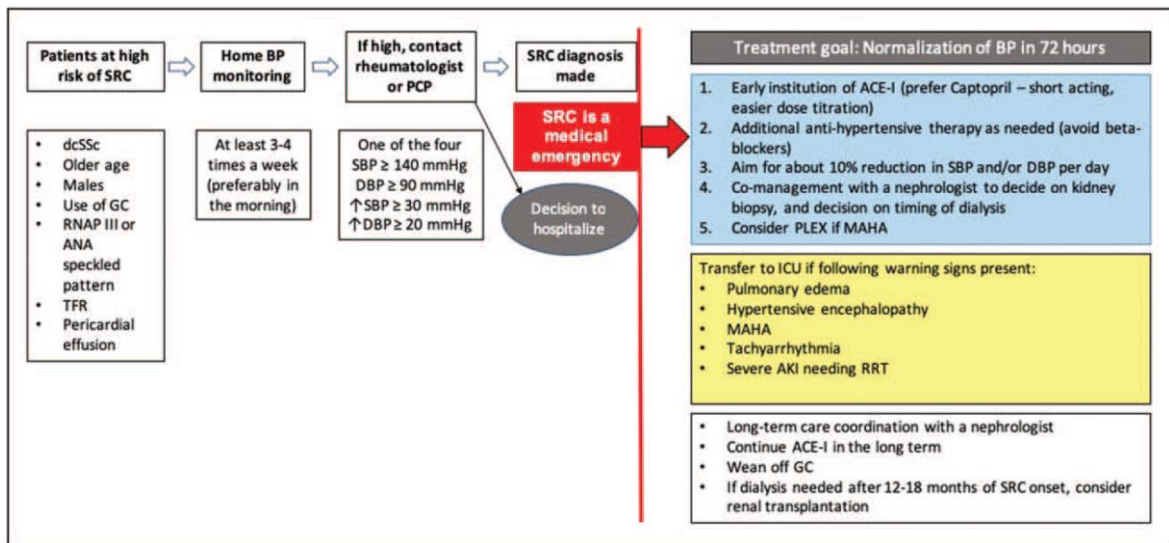 Patients at high
risk of SRC
Home BP
monitoring
If high, contact
rheumatologist
or PCP
SRC diagnosis
made
SRC is a
medical
emergency
• dcSSc
• Older age
• Males
• Use of GC
• RNAP III or
ANA
speckled
pattern
• TFR
• Pericardial
effusion
At least 3-4
times a week
(preferably in
the morning)
One of the four
SBP ≥ 140 mmHg
DBP ≥ 90 mmHg
↑SBP ≥ 30 mmHg
↑DBP ≥ 20 mmHg
Decision to
hospitalize
Treatment goal: Normalization of BP in 72 hours
1. Early institution of ACE-I (prefer Captopril – short acting,
easier dose titration)
2. Additional anti-hypertensive therapy as needed (avoid beta-
blockers)
3. Aim for about 10% reduction in SBP and/or DBP per day
4. Co-management with a nephrologist to decide on kidney
biopsy, and decision on timing of dialysis
5. Consider PLEX if MAHA
Transfer to ICU if following warning signs present:
• Pulmonary edema
• Hypertensive encephalopathy
• MAHA
• Tachyarrhythmia
• Severe AKI needing RRT
• Long-term care coordination with a nephrologist
• Continue ACE-I in the long term
• Wean off GC
• If dialysis needed after 12-18 months of SRC onset, consider
renal transplantation